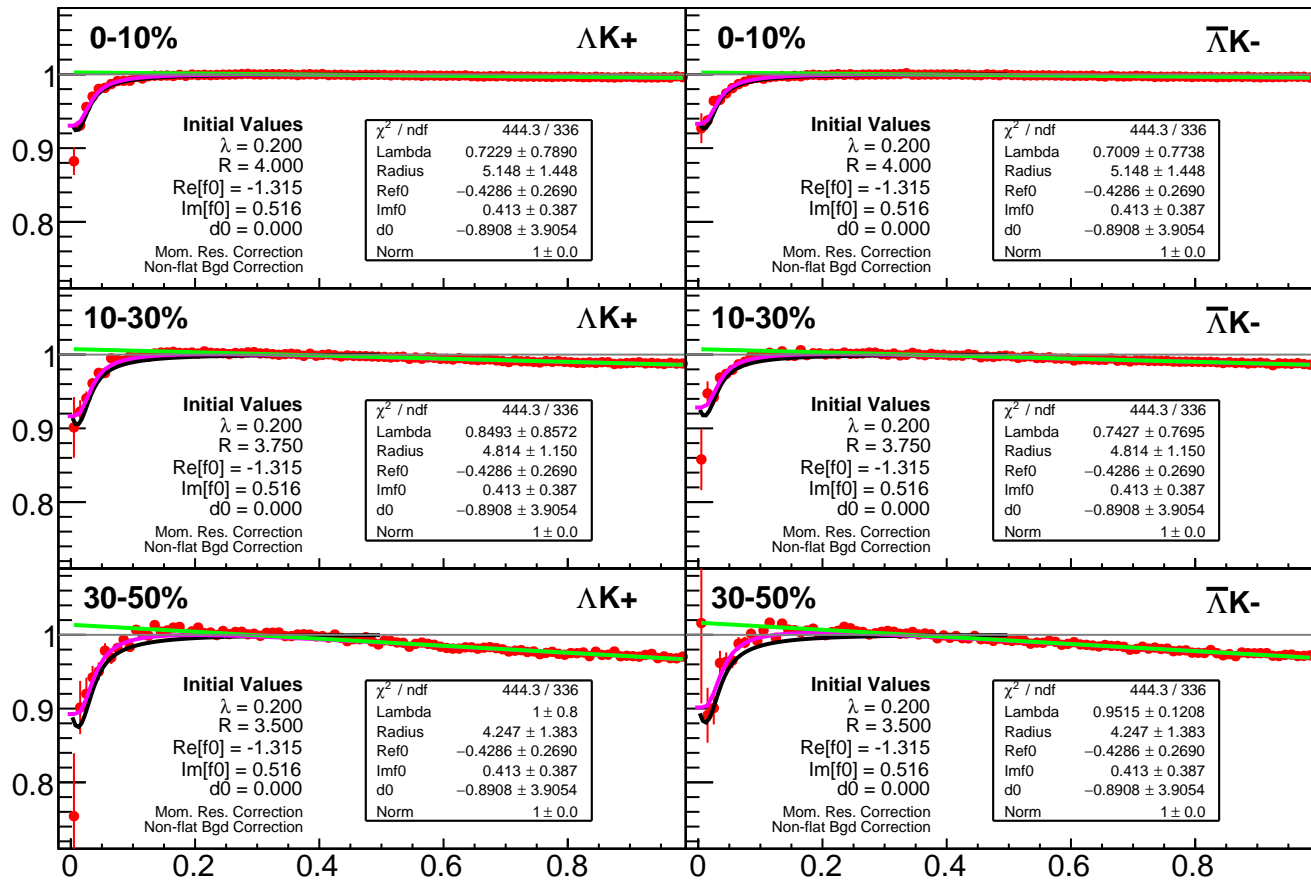 0-10% ΛK+
1
0.9
0.8
Initial Values
λ = 0.200
R = 4.000
Re[f0] = -1.315
Im[f0] = 0.516
d0 = 0.000
Mom. Res. Correction
Non-flat Bgd Correction
χ² / ndf 444.3 / 336
Lambda 0.7229 ± 0.7890
Radius 5.148 ± 1.448
Ref0 −0.4286 ± 0.2690
Imf0 0.413 ± 0.387
d0 −0.8908 ± 3.9054
Norm 1 ± 0.0
0-10% Λ̅K-
Initial Values
λ = 0.200
R = 4.000
Re[f0] = -1.315
Im[f0] = 0.516
d0 = 0.000
Mom. Res. Correction
Non-flat Bgd Correction
χ² / ndf 444.3 / 336
Lambda 0.7009 ± 0.7738
Radius 5.148 ± 1.448
Ref0 −0.4286 ± 0.2690
Imf0 0.413 ± 0.387
d0 −0.8908 ± 3.9054
Norm 1 ± 0.0
10-30% ΛK+
1
0.9
0.8
Initial Values
λ = 0.200
R = 3.750
Re[f0] = -1.315
Im[f0] = 0.516
d0 = 0.000
Mom. Res. Correction
Non-flat Bgd Correction
χ² / ndf 444.3 / 336
Lambda 0.8493 ± 0.8572
Radius 4.814 ± 1.150
Ref0 −0.4286 ± 0.2690
Imf0 0.413 ± 0.387
d0 −0.8908 ± 3.9054
Norm 1 ± 0.0
10-30% Λ̅K-
Initial Values
λ = 0.200
R = 3.750
Re[f0] = -1.315
Im[f0] = 0.516
d0 = 0.000
Mom. Res. Correction
Non-flat Bgd Correction
χ² / ndf 444.3 / 336
Lambda 0.7427 ± 0.7695
Radius 4.814 ± 1.150
Ref0 −0.4286 ± 0.2690
Imf0 0.413 ± 0.387
d0 −0.8908 ± 3.9054
Norm 1 ± 0.0
30-50% ΛK+
1
0.9
0.8
Initial Values
λ = 0.200
R = 3.500
Re[f0] = -1.315
Im[f0] = 0.516
d0 = 0.000
Mom. Res. Correction
Non-flat Bgd Correction
χ² / ndf 444.3 / 336
Lambda 1 ± 0.8
Radius 4.247 ± 1.383
Ref0 −0.4286 ± 0.2690
Imf0 0.413 ± 0.387
d0 −0.8908 ± 3.9054
Norm 1 ± 0.0
30-50% Λ̅K-
Initial Values
λ = 0.200
R = 3.500
Re[f0] = -1.315
Im[f0] = 0.516
d0 = 0.000
Mom. Res. Correction
Non-flat Bgd Correction
χ² / ndf 444.3 / 336
Lambda 0.9515 ± 0.1208
Radius 4.247 ± 1.383
Ref0 −0.4286 ± 0.2690
Imf0 0.413 ± 0.387
d0 −0.8908 ± 3.9054
Norm 1 ± 0.0
0 0.2 0.4 0.6 0.8 0 0.2 0.4 0.6 0.8